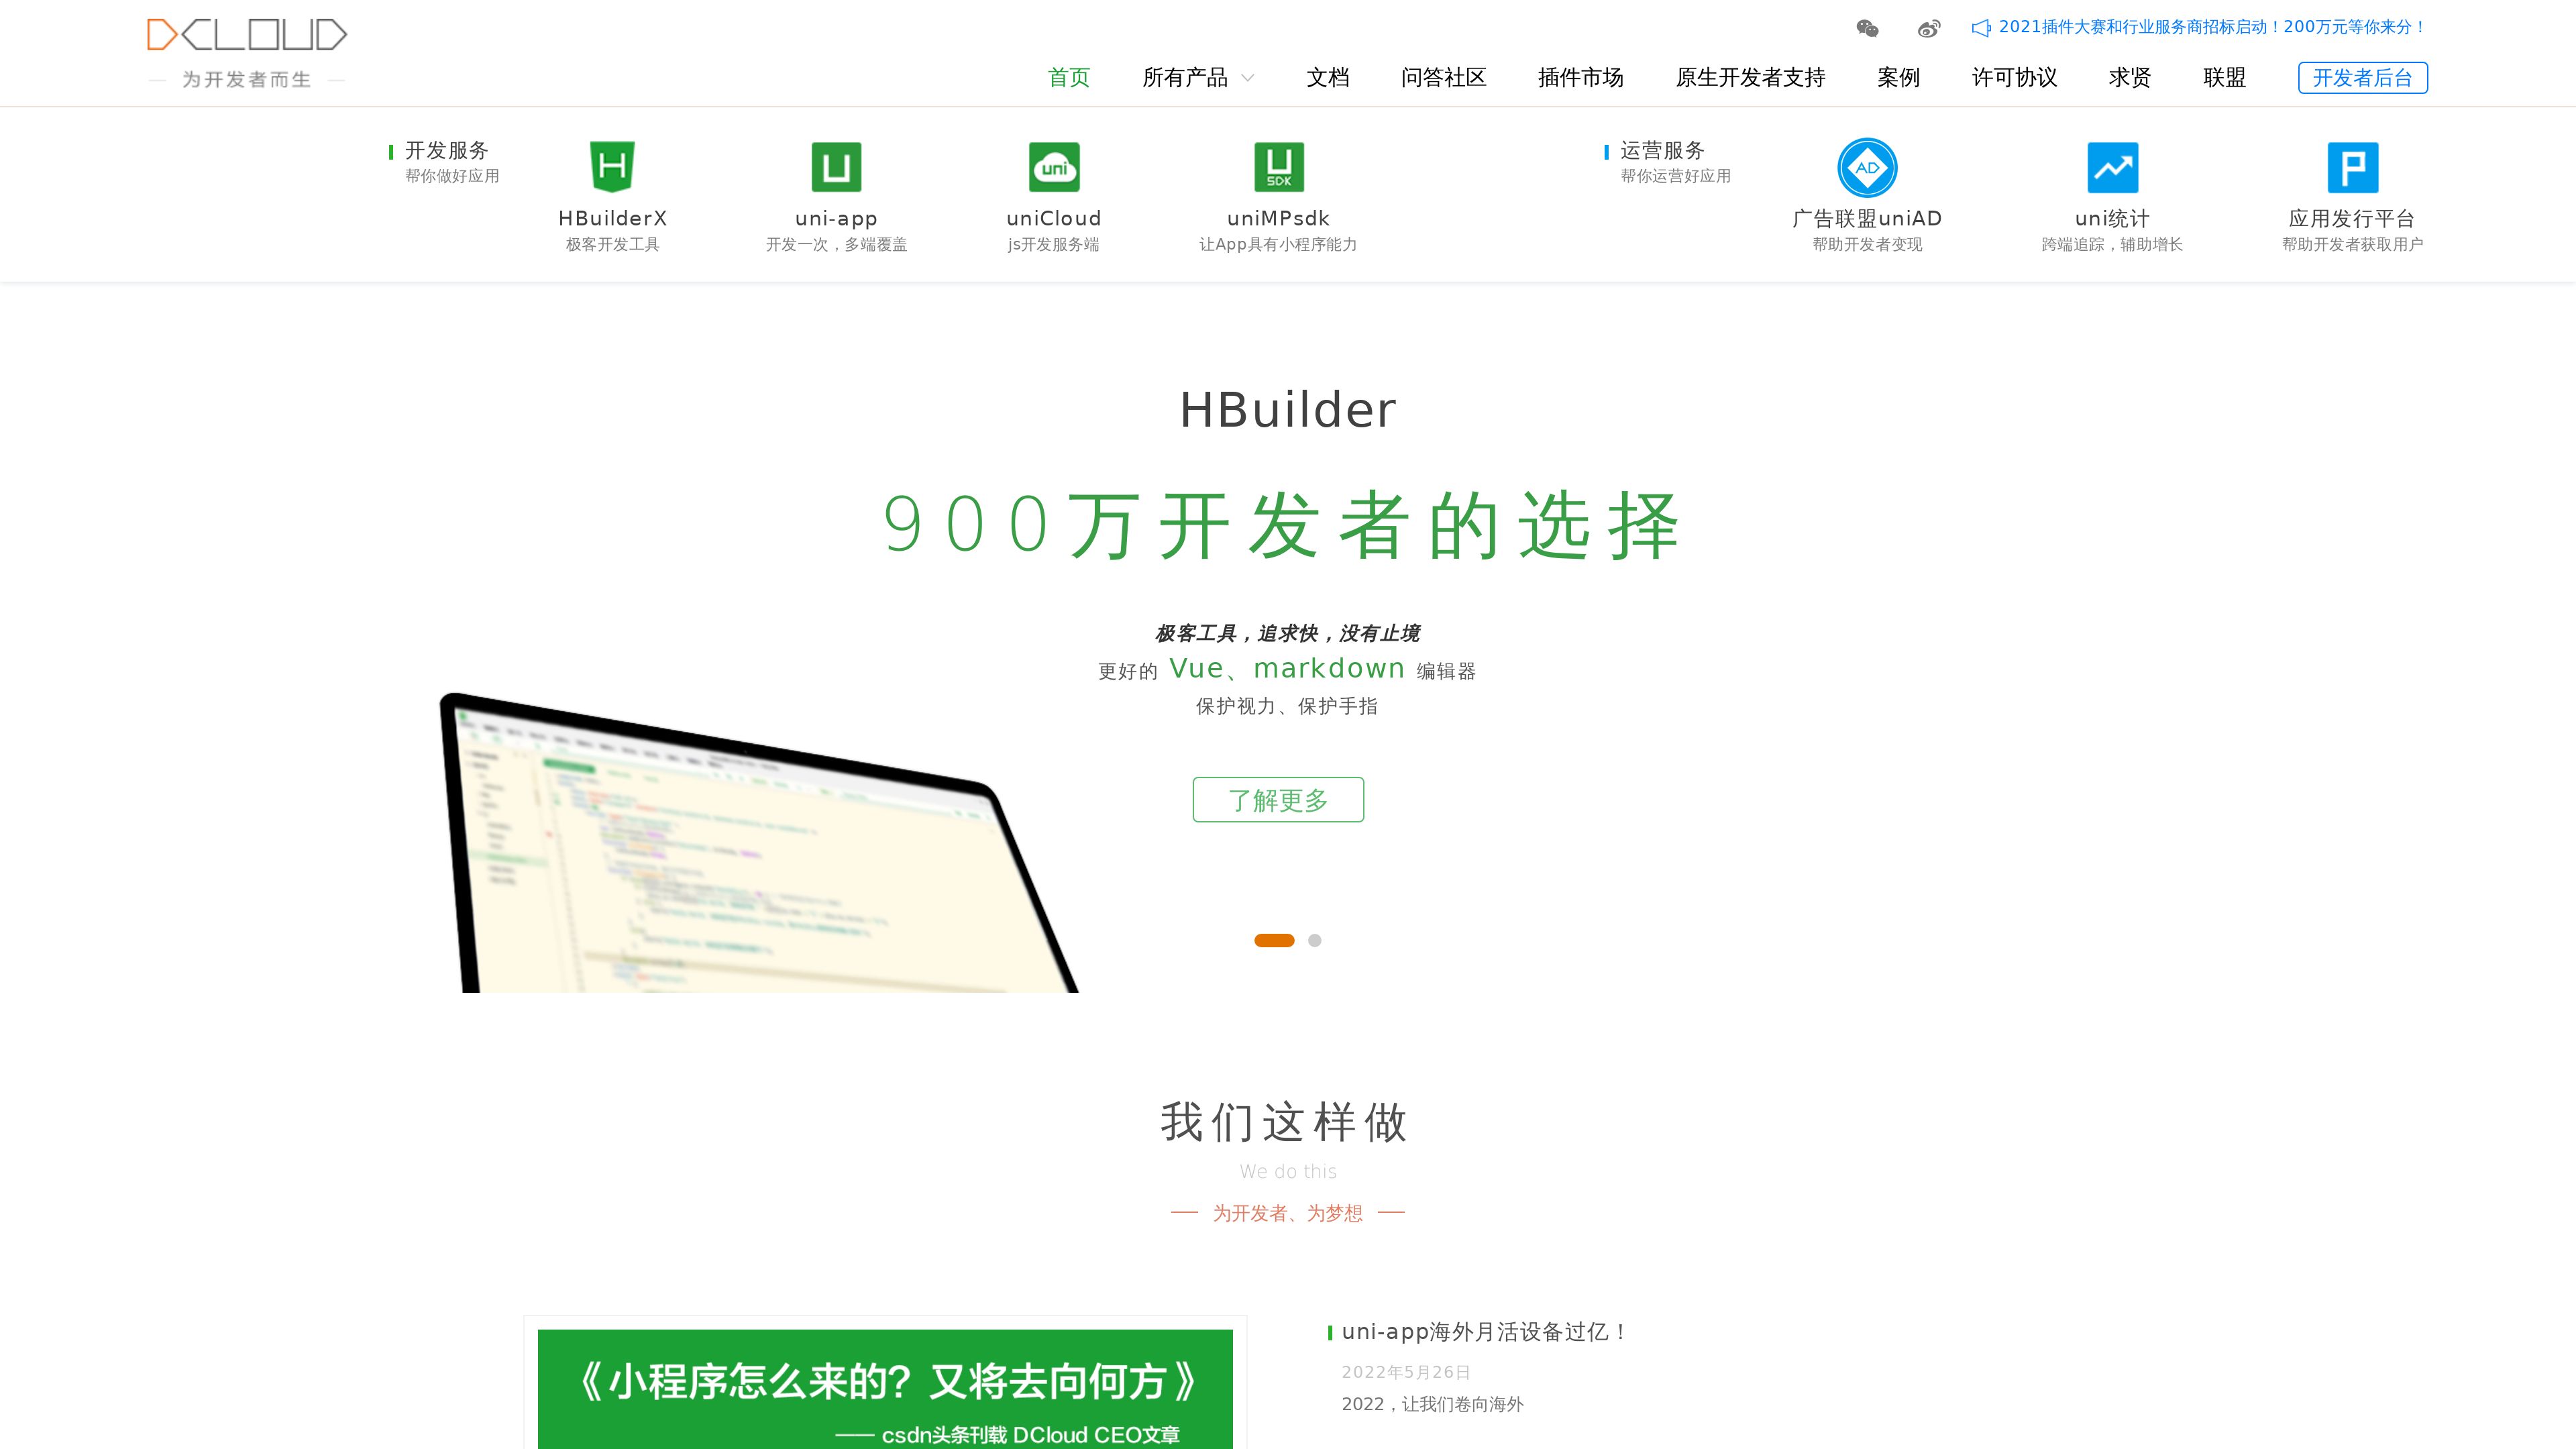 DCLOUD
为开发者而生
2021插件大赛和行业服务商招标启动！200万元等你来分！
首页 所有产品 文档 问答社区 插件市场 原生开发者支持 案例 许可协议 求贤 联盟 开发者后台
开发服务
帮你做好应用
H
HBuilderX
极客开发工具
U
uni-app
开发一次，多端覆盖
uni
uniCloud
js开发服务端
U
SDK
uniMPsdk
让App具有小程序能力
运营服务
帮你运营好应用
AD
广告联盟uniAD
帮助开发者变现
uni统计
跨端追踪，辅助增长
P
应用发行平台
帮助开发者获取用户
HBuilder
900万开发者的选择
极客工具，追求快，没有止境
更好的 Vue、markdown 编辑器
保护视力、保护手指
了解更多
我们这样做
We do this
为开发者、为梦想
《小程序怎么来的？又将去向何方》
—— csdn头条刊载 DCloud CEO文章
uni-app海外月活设备过亿！
2022年5月26日
2022，让我们卷向海外